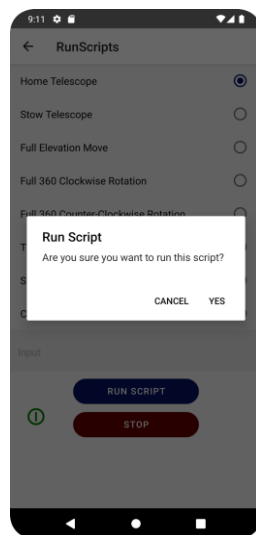 9:11
RunScripts
Home Telescope
Stow Telescope
Full Elevation Move
Full 360 Clockwise Rotation
Full 360 Counter-Clockwise Rotation
T
Run Script
Are you sure you want to run this script?
S
CANCEL YES
C
Input
RUN SCRIPT
STOP